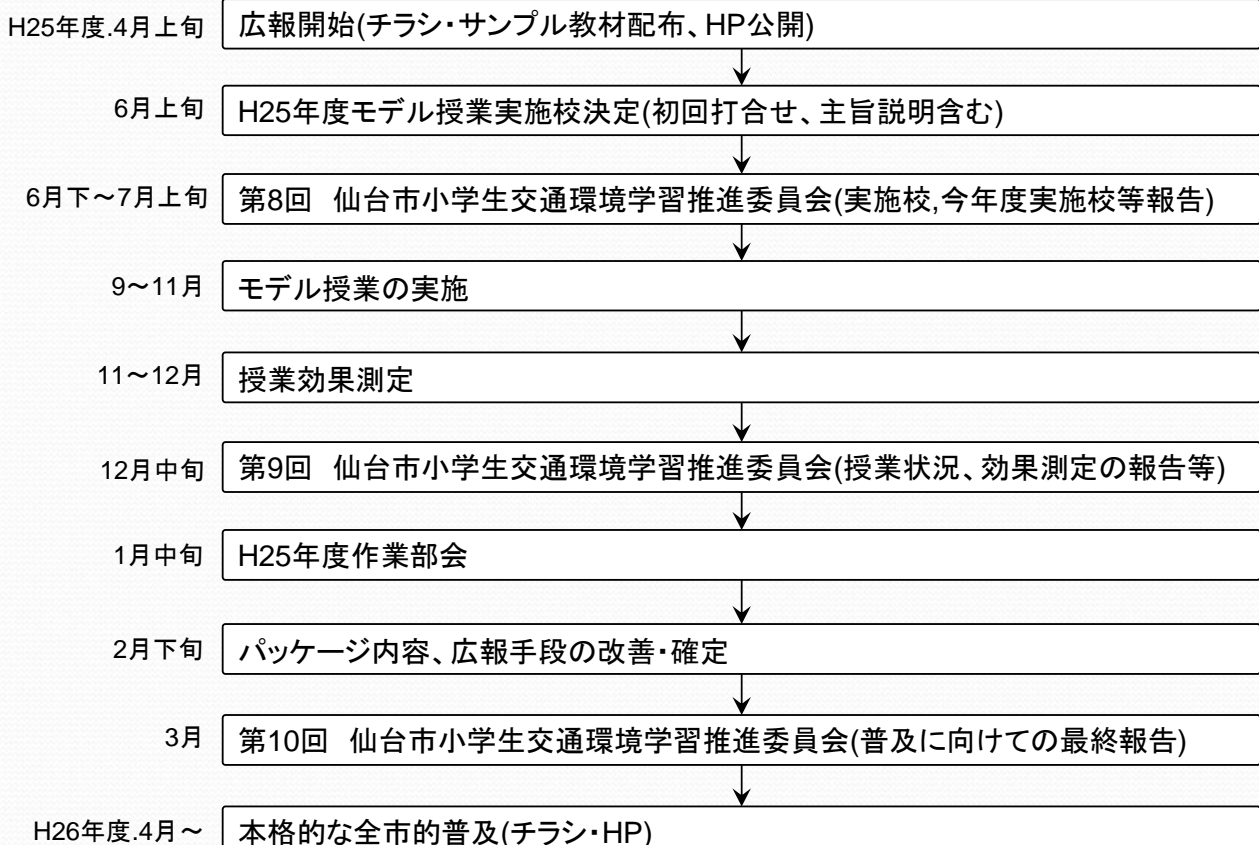 H25年度.4月上旬 広報開始(チラシ・サンプル教材配布、HP公開)
6月上旬 H25年度モデル授業実施校決定(初回打合せ、主旨説明含む)
6月下～7月上旬 第8回 仙台市小学生交通環境学習推進委員会(実施校,今年度実施校等報告)
9～11月 モデル授業の実施
11～12月 授業効果測定
12月中旬 第9回 仙台市小学生交通環境学習推進委員会(授業状況、効果測定の報告等)
1月中旬 H25年度作業部会
2月下旬 パッケージ内容、広報手段の改善・確定
3月 第10回 仙台市小学生交通環境学習推進委員会(普及に向けての最終報告)
H26年度.4月～ 本格的な全市的普及(チラシ・HP)